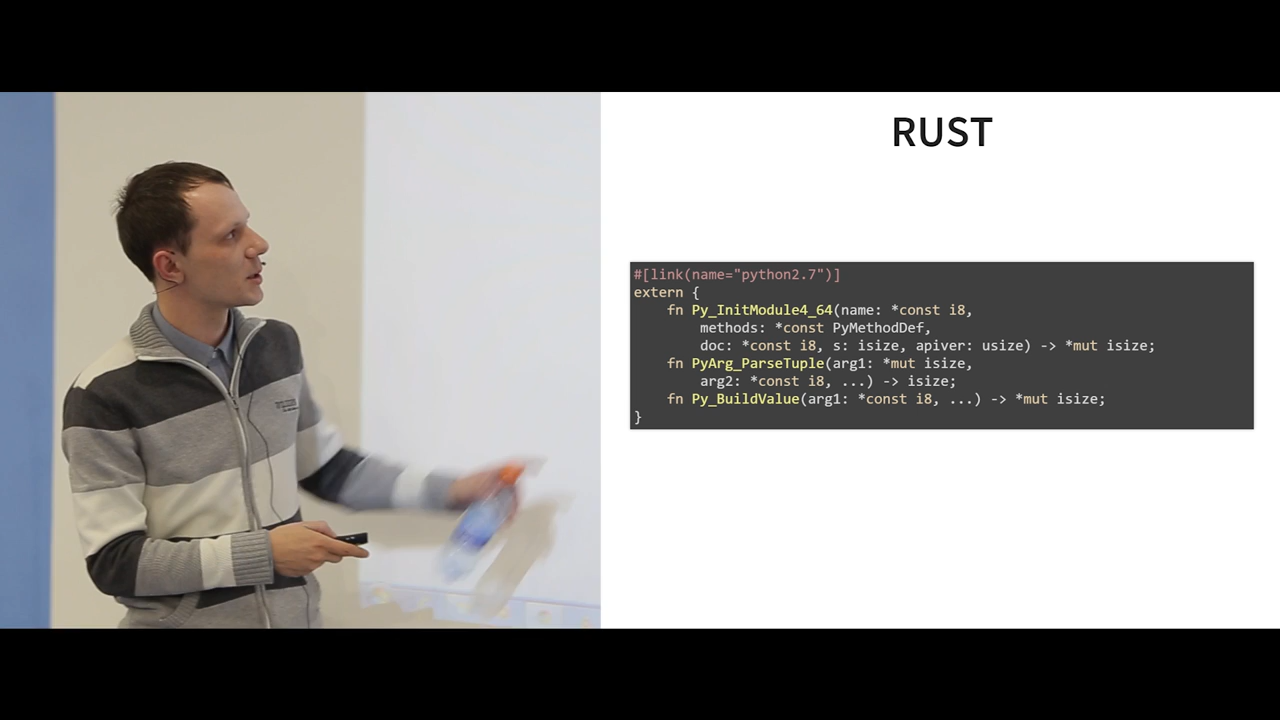 RUST
#[link(name="python2.7")]
extern {
    fn Py_InitModule4_64(name: *const i8,
        methods: *const PyMethodDef,
        doc: *const i8, s: isize, apiver: usize) -> *mut isize;
    fn PyArg_ParseTuple(arg1: *mut isize,
        arg2: *const i8, ...) -> isize;
    fn Py_BuildValue(arg1: *const i8, ...) -> *mut isize;
}